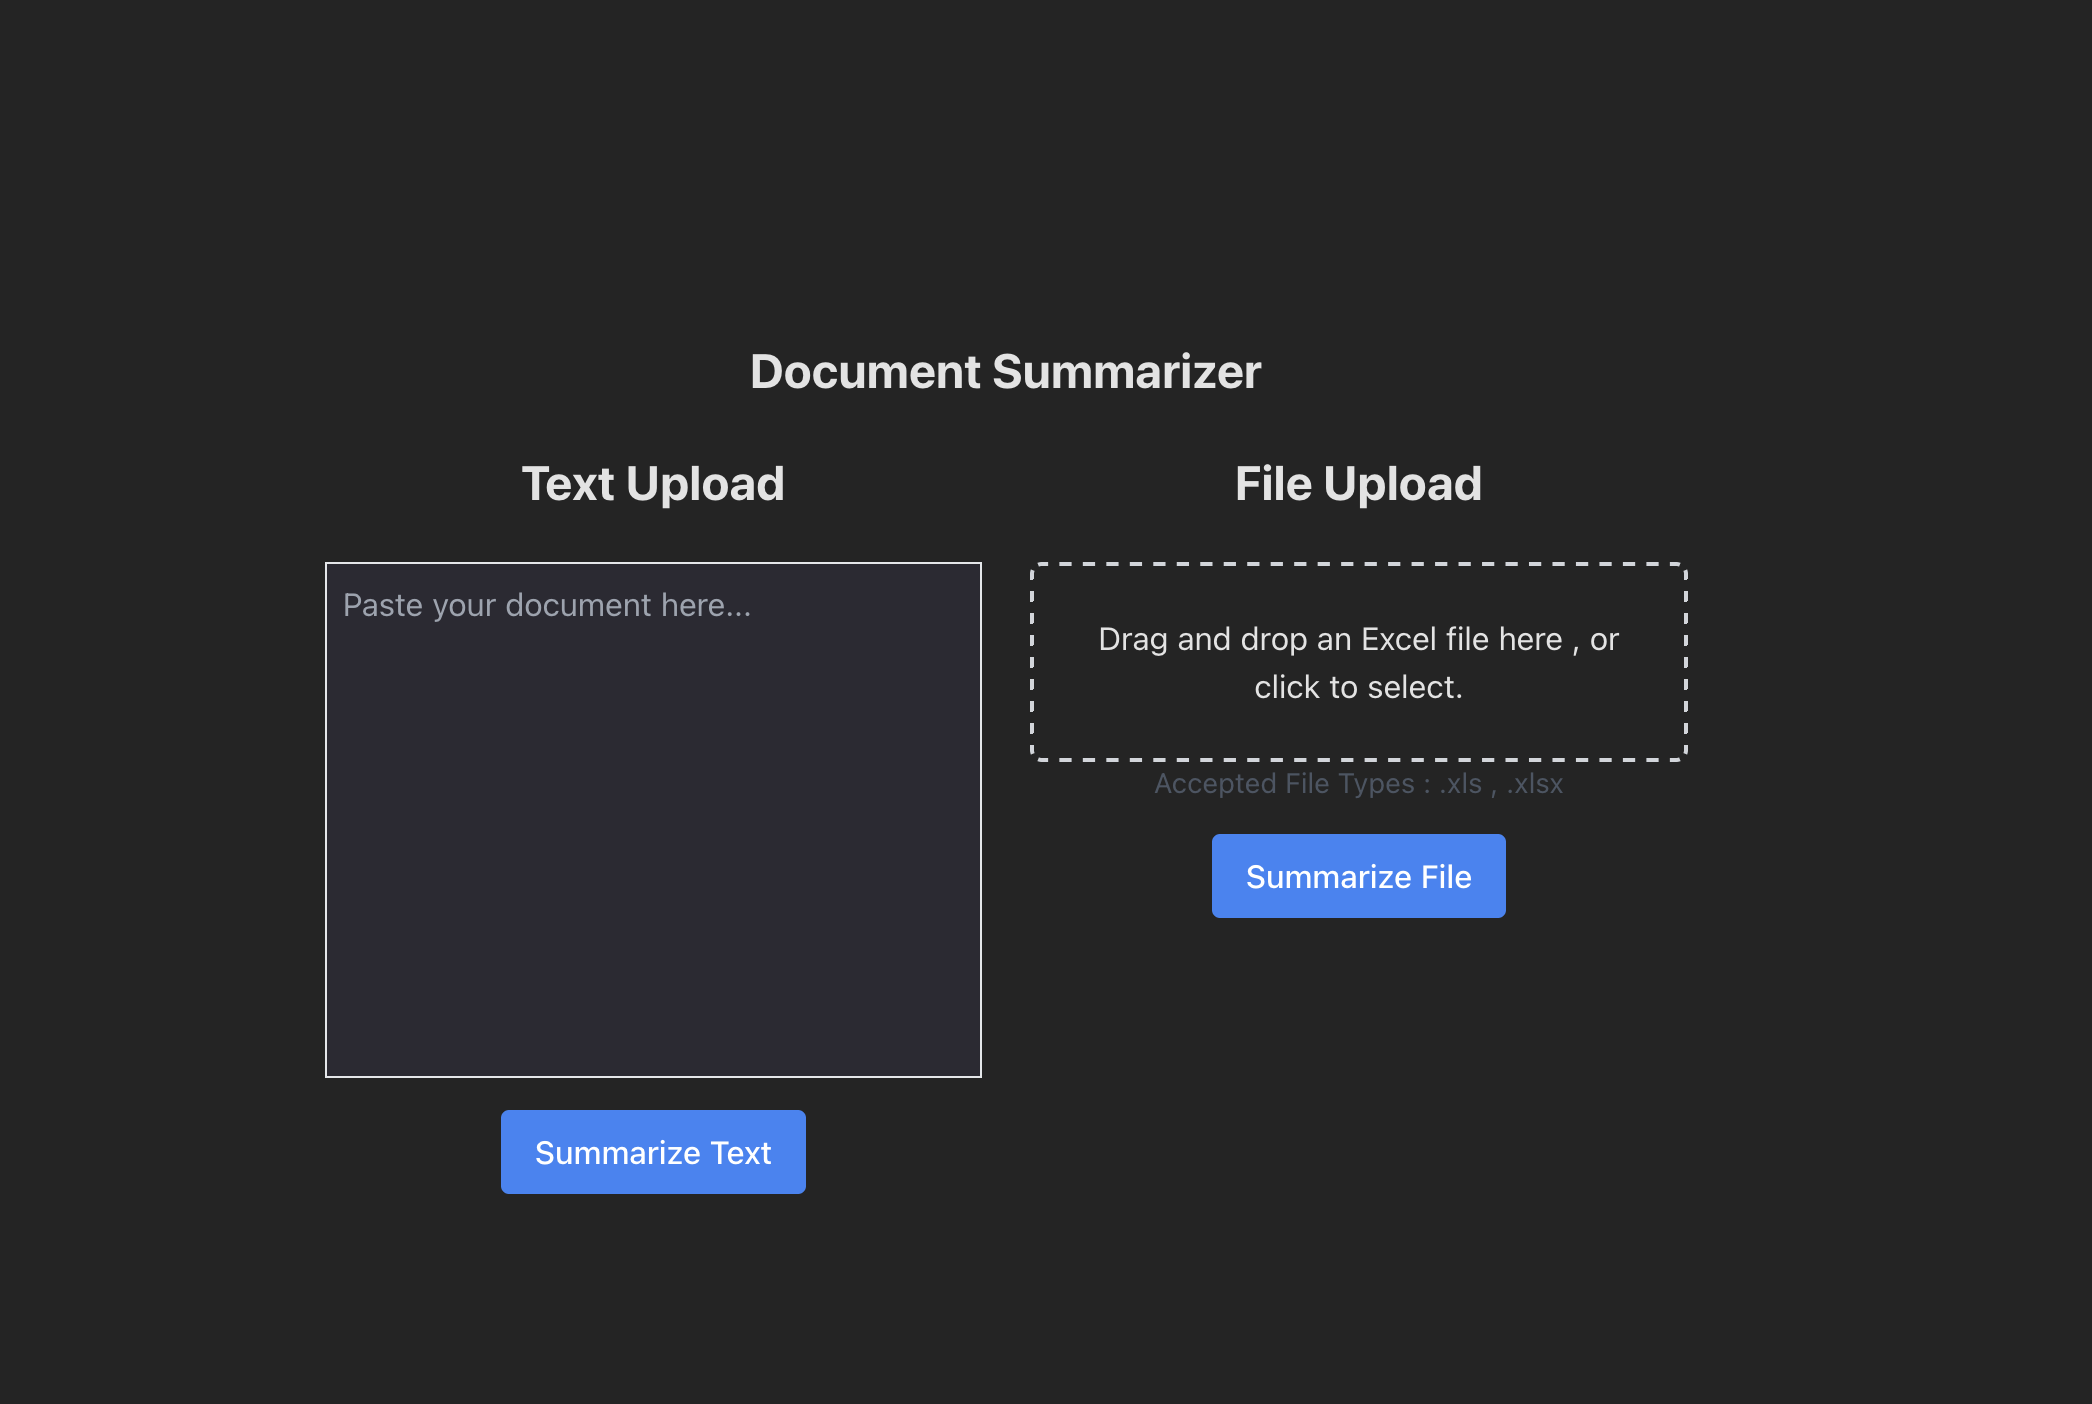 Document Summarizer
Text Upload
Paste your document here...
Summarize Text
File Upload
Drag and drop an Excel file here , or
click to select.
Accepted File Types : .xls , .xlsx
Summarize File